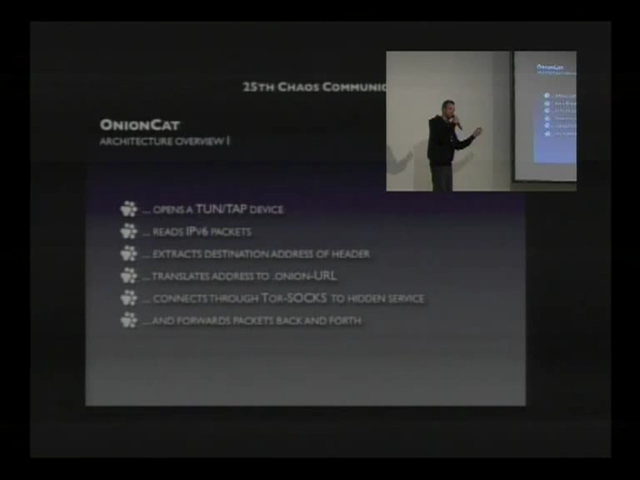 25TH CHAOS COMMUNIC
ONIONCAT
ARCHITECTURE OVERVIEW I
... OPENS A TUN/TAP DEVICE
... READS IPV6 PACKETS
... EXTRACTS DESTINATION ADDRESS OF HEADER
... TRANSLATES ADDRESS TO .ONION-URL
... CONNECTS THROUGH TOR-SOCKS TO HIDDEN SERVICE
... AND FORWARDS PACKETS BACK AND FORTH
ONIONCAT